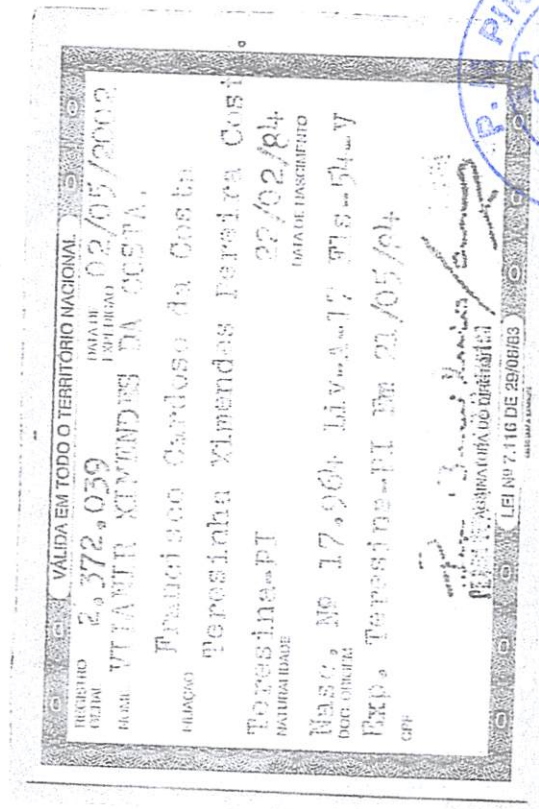 VÁLIDA EM TODO O TERRITÓRIO NACIONAL
REGISTRO GERAL 2.372.039 DATA DE EXPEDIÇÃO 02/05/2002
NOME XIMENDES DA COSTA.
FILIAÇÃO Francisco Cardoso da Costa
Teresinha Ximendes Pereira Cost
Teresina-PI 22/02/84
NATURALIDADE DATA DE NASCIMENTO
Nasc. Nº 17.964 Liv-A-17 Fls-54-V
DOC. ORIGEM
Exp. Teresina-PI Em 21/05/84
CPF
ASSINATURA DO DIRETOR
LEI Nº 7.116 DE 29/08/83
P. M. PIM